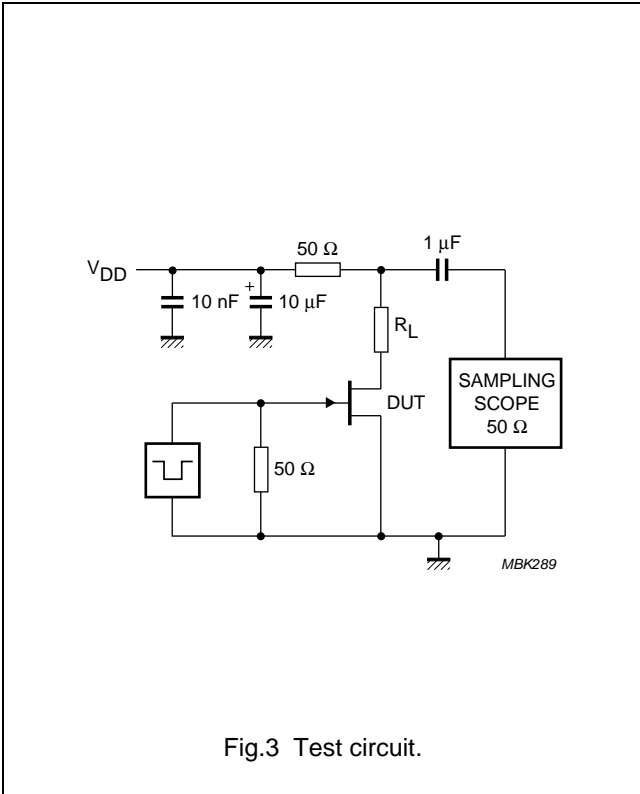 50 Ω
1 μF
V_DD
10 nF
+
10 μF
R_L
SAMPLING
SCOPE
50 Ω
DUT
50 Ω
MBK289
Fig.3 Test circuit.